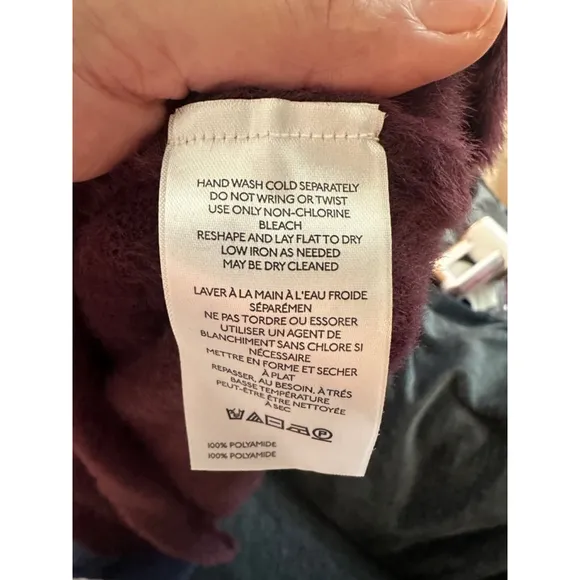 HAND WASH COLD SEPARATELY
DO NOT WRING OR TWIST
USE ONLY NON-CHLORINE
BLEACH
RESHAPE AND LAY FLAT TO DRY
LOW IRON AS NEEDED
MAY BE DRY CLEANED
LAVER À LA MAIN À L'EAU FROIDE
SÉPARÉMEN
NE PAS TORDRE OU ESSORER
UTILISER UN AGENT DE
BLANCHIMENT SANS CHLORE SI
NÉCESSAIRE
METTRE EN FORME ET SECHER
À PLAT
REPASSER, AU BESOIN, À TRÉS
BASSE TEMPÉRATURE
PEUT-ÊTRE ÊTRE NETTOYÉE
À SEC
P
100% POLYAMIDE
100% POLYAMIDE